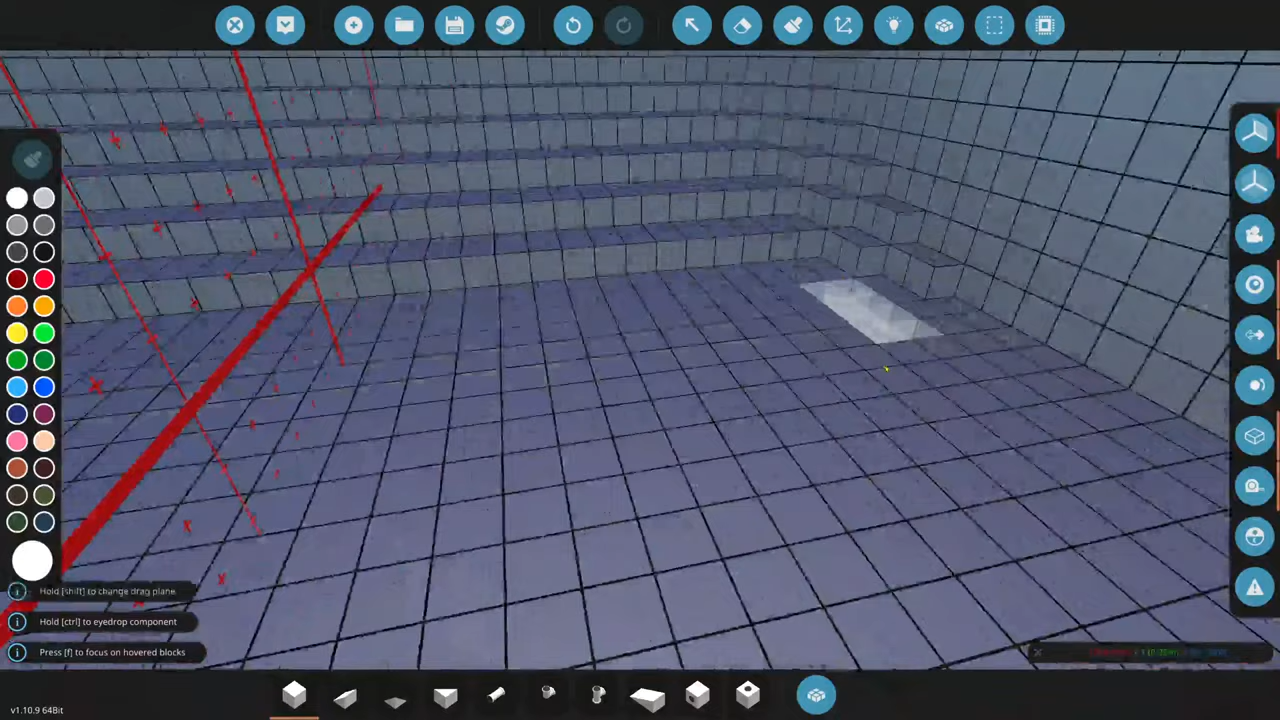 Hold [shift] to change drag plane.
Hold [ctrl] to eyedrop component
Press [f] to focus on hovered blocks
v1.10.9 64Bit